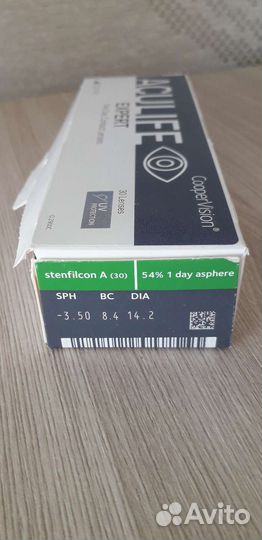 ACULIFE
EXPERT
CooperVision®
30 Lenses
UV
PROTECTION
stenfilcon A (30)
54% 1 day asphere
SPH BC DIA
-3.50 8.4 14.2
Avito